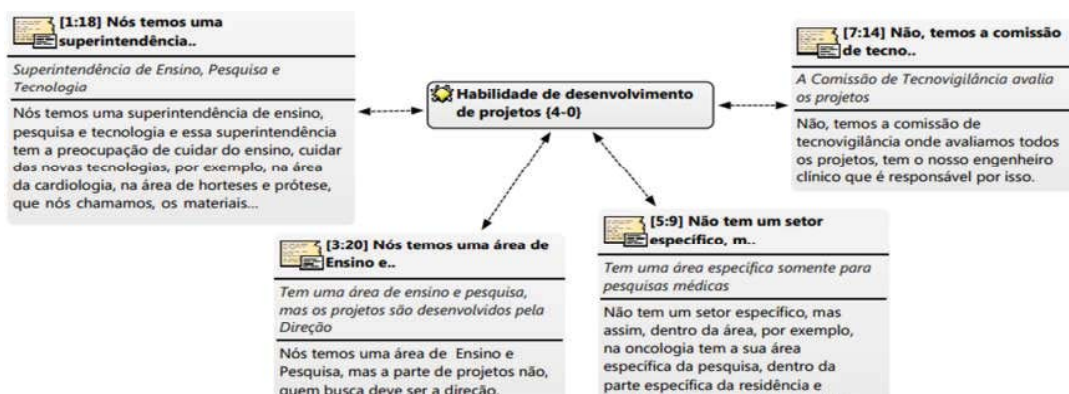 [1:18] Nós temos uma
superintendência..
Superintendência de Ensino, Pesquisa e
Tecnologia
Nós temos uma superintendência de ensino,
pesquisa e tecnologia e essa superintendência
tem a preocupação de cuidar do ensino, cuidar
das novas tecnologias, por exemplo, na área
da cardiologia, na área de horteses e prótese,
que nós chamamos, os materiais...
Habilidade de desenvolvimento
de projetos {4-0}
[7:14] Não, temos a comissão
de tecno..
A Comissão de Tecnovigilância avalia
os projetos
Não, temos a comissão de
tecnovigilância onde avaliamos todos
os projetos, tem o nosso engenheiro
clínico que é responsável por isso.
[3:20] Nós temos uma área de
Ensino e..
Tem uma área de ensino e pesquisa,
mas os projetos são desenvolvidos pela
Direção
Nós temos uma área de Ensino e
Pesquisa, mas a parte de projetos não,
quem busca deve ser a direção.
[5:9] Não tem um setor
específico, m..
Tem uma área específica somente para
pesquisas médicas
Não tem um setor específico, mas
assim, dentro da área, por exemplo,
na oncologia tem a sua área
específica da pesquisa, dentro da
parte específica da residência e